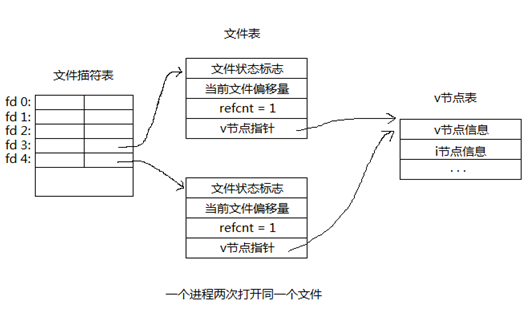 文件表
文件描符表
fd 0:
fd 1:
fd 2:
fd 3:
fd 4:
文件状态标志
当前文件偏移量
refcnt = 1
v节点指针
文件状态标志
当前文件偏移量
refcnt = 1
v节点指针
v节点表
v节点信息
i节点信息
...
一个进程两次打开同一个文件